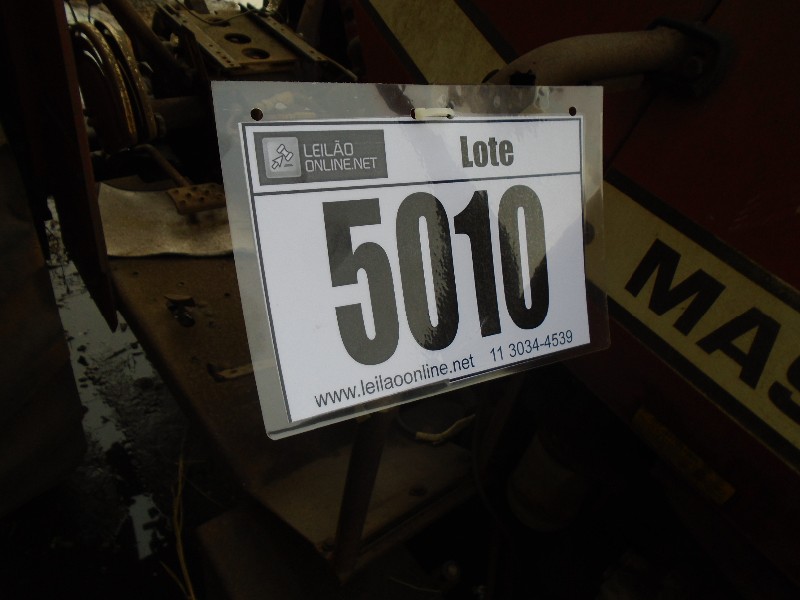 LEILÃO
ONLINE.NET
Lote
5010
www.leilaoonline.net 11 3034-4539
MAS